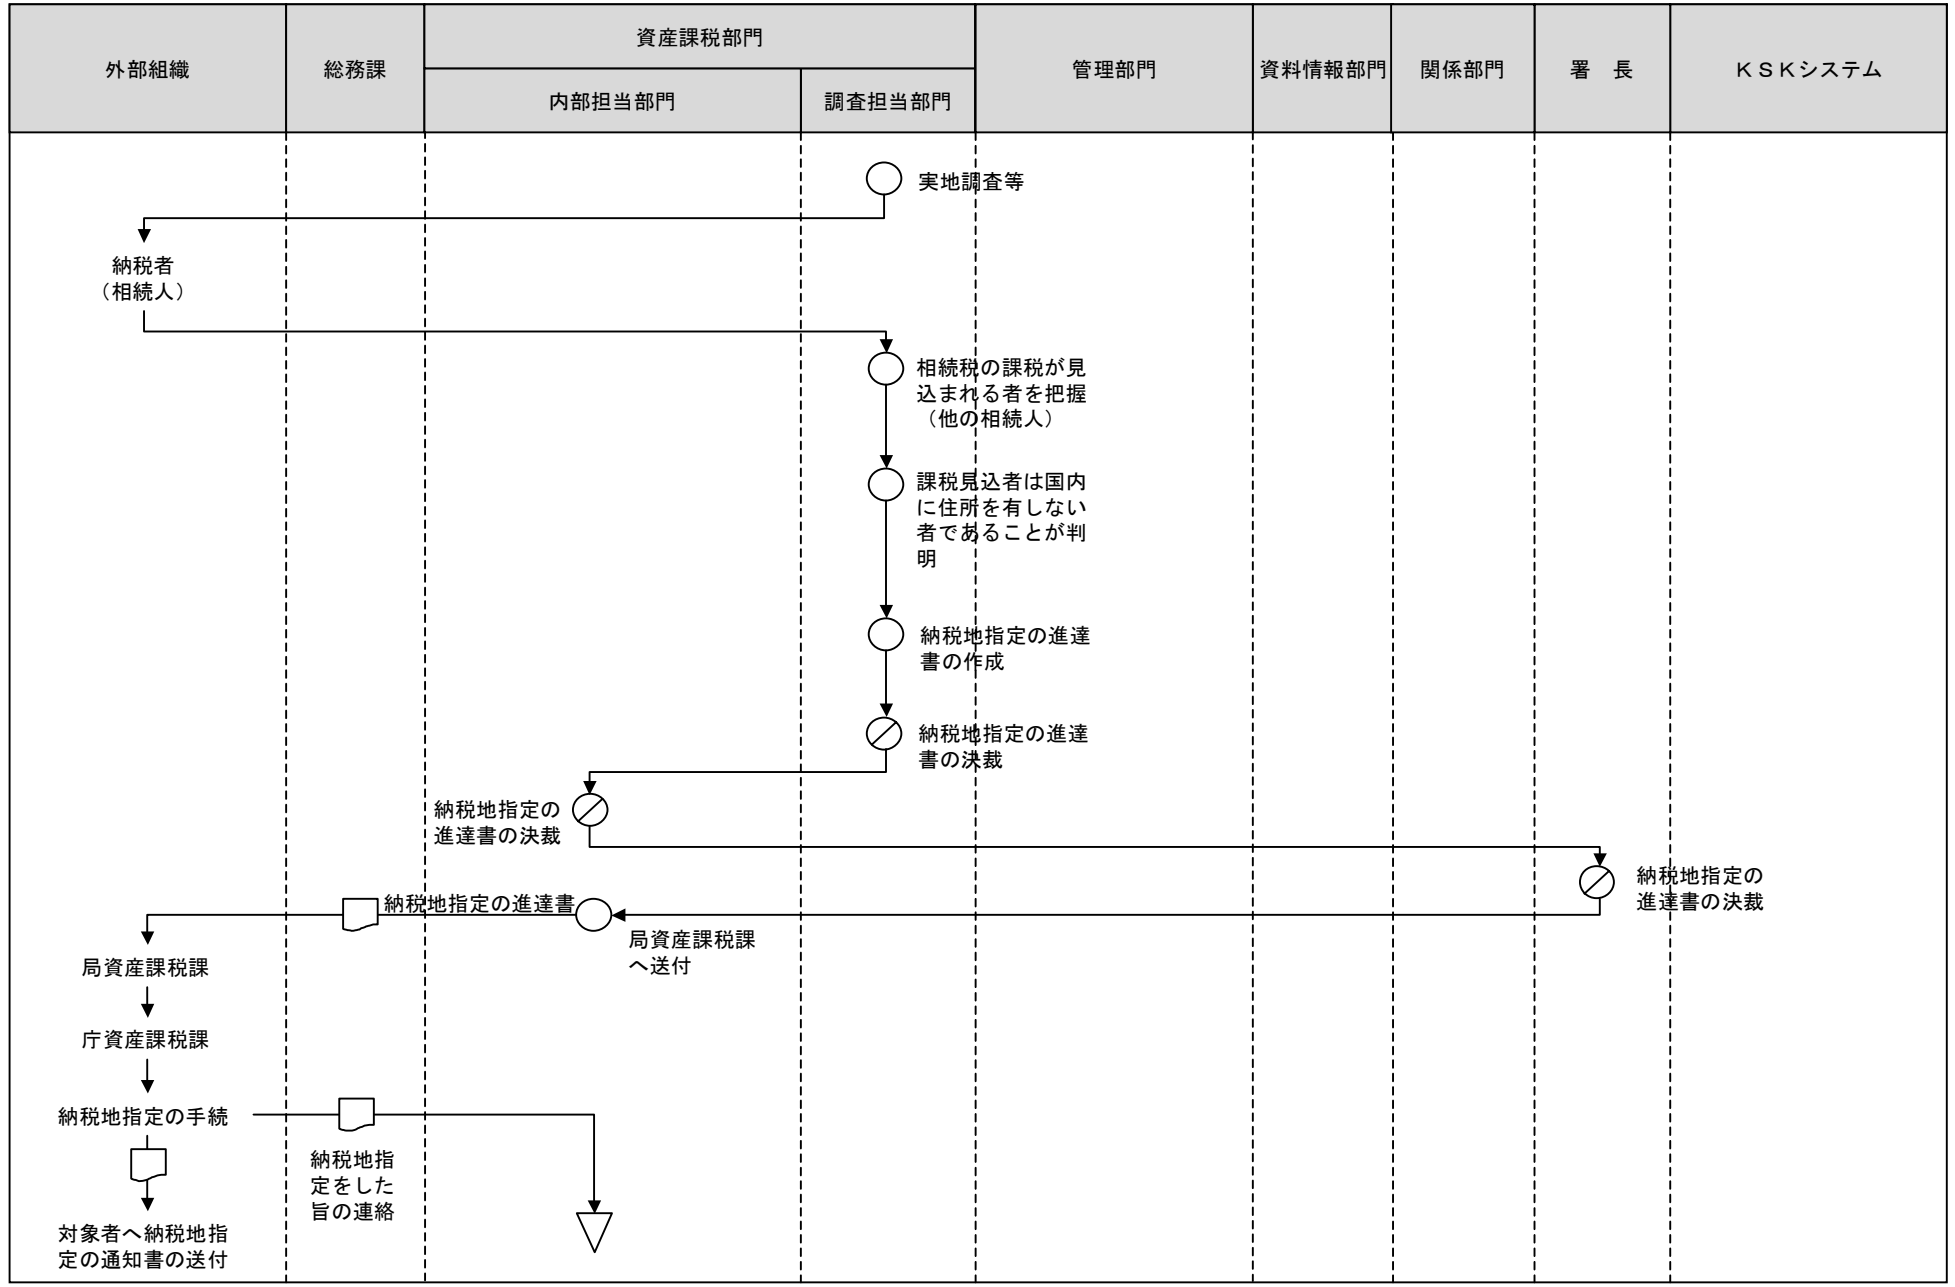 外部組織
総務課
資産課税部門
内部担当部門
調査担当部門
管理部門
資料情報部門
関係部門
署　長
ＫＳＫシステム
実地調査等
納税者
（相続人）
相続税の課税が見
込まれる者を把握
（他の相続人）
課税見込者は国内
に住所を有しない
者であることが判
明
納税地指定の進達
書の作成
納税地指定の進達
書の決裁
納税地指定の
進達書の決裁
納税地指定の
進達書の決裁
納税地指定の進達書
局資産課税課
へ送付
局資産課税課
庁資産課税課
納税地指定の手続
納税地指
定をした
旨の連絡
対象者へ納税地指
定の通知書の送付